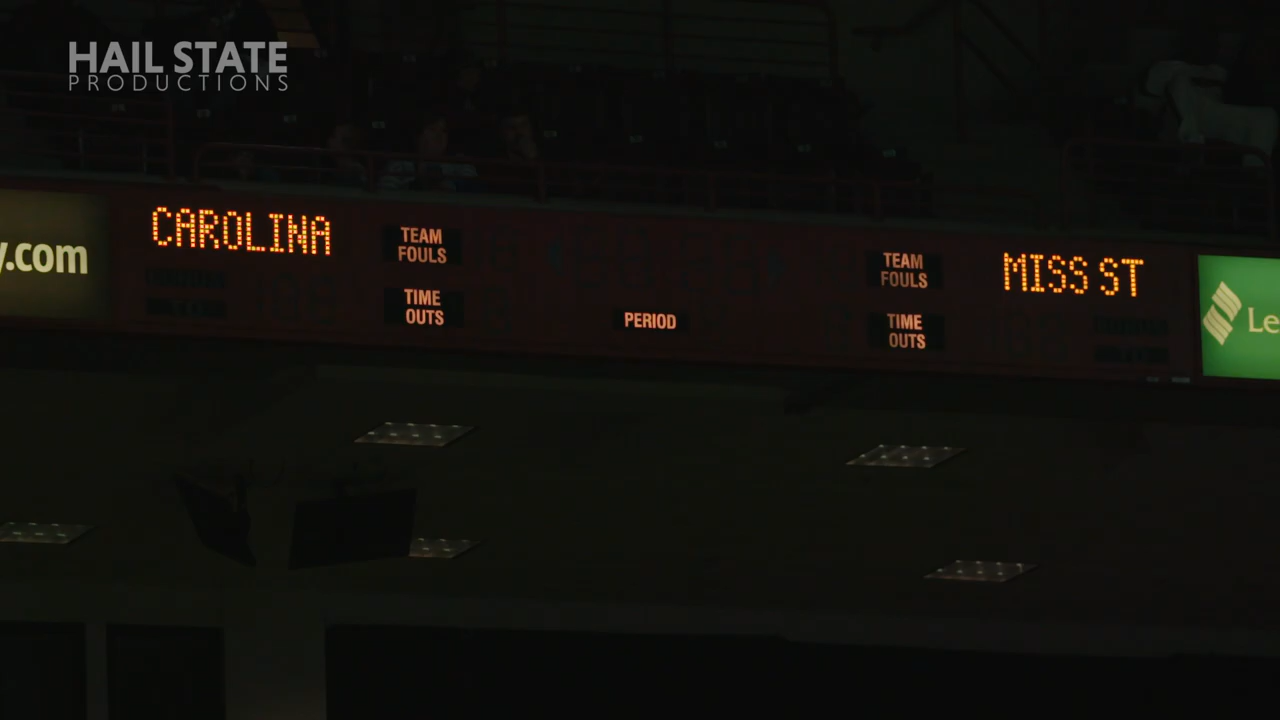 HAIL STATE
PRODUCTIONS
y.com
CAROLINA
TEAM
FOULS
TIME
OUTS
PERIOD
TEAM
FOULS
TIME
OUTS
MISS ST
Le